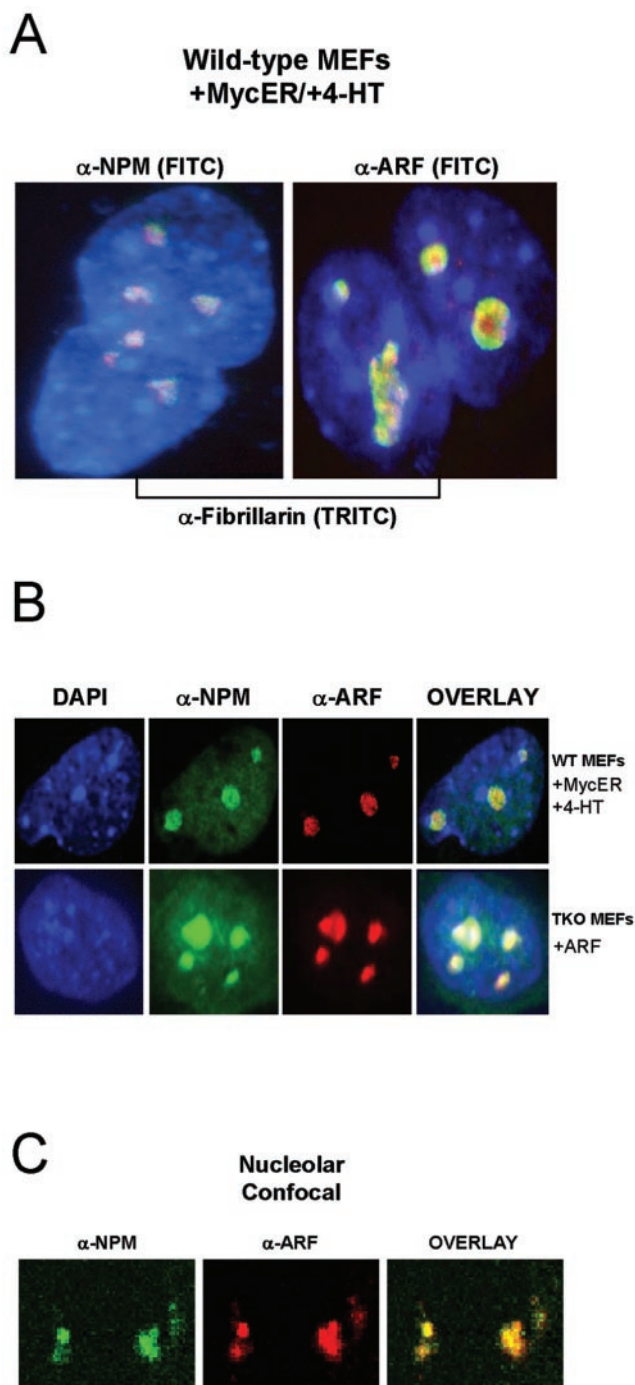 A
Wild-type MEFs
+MycER/+4-HT
α-NPM (FITC) α-ARF (FITC)
α-Fibrillarin (TRITC)
B
DAPI α-NPM α-ARF OVERLAY
WT MEFs
+MycER
+4-HT
TKO MEFs
+ARF
C
Nucleolar
Confocal
α-NPM α-ARF OVERLAY